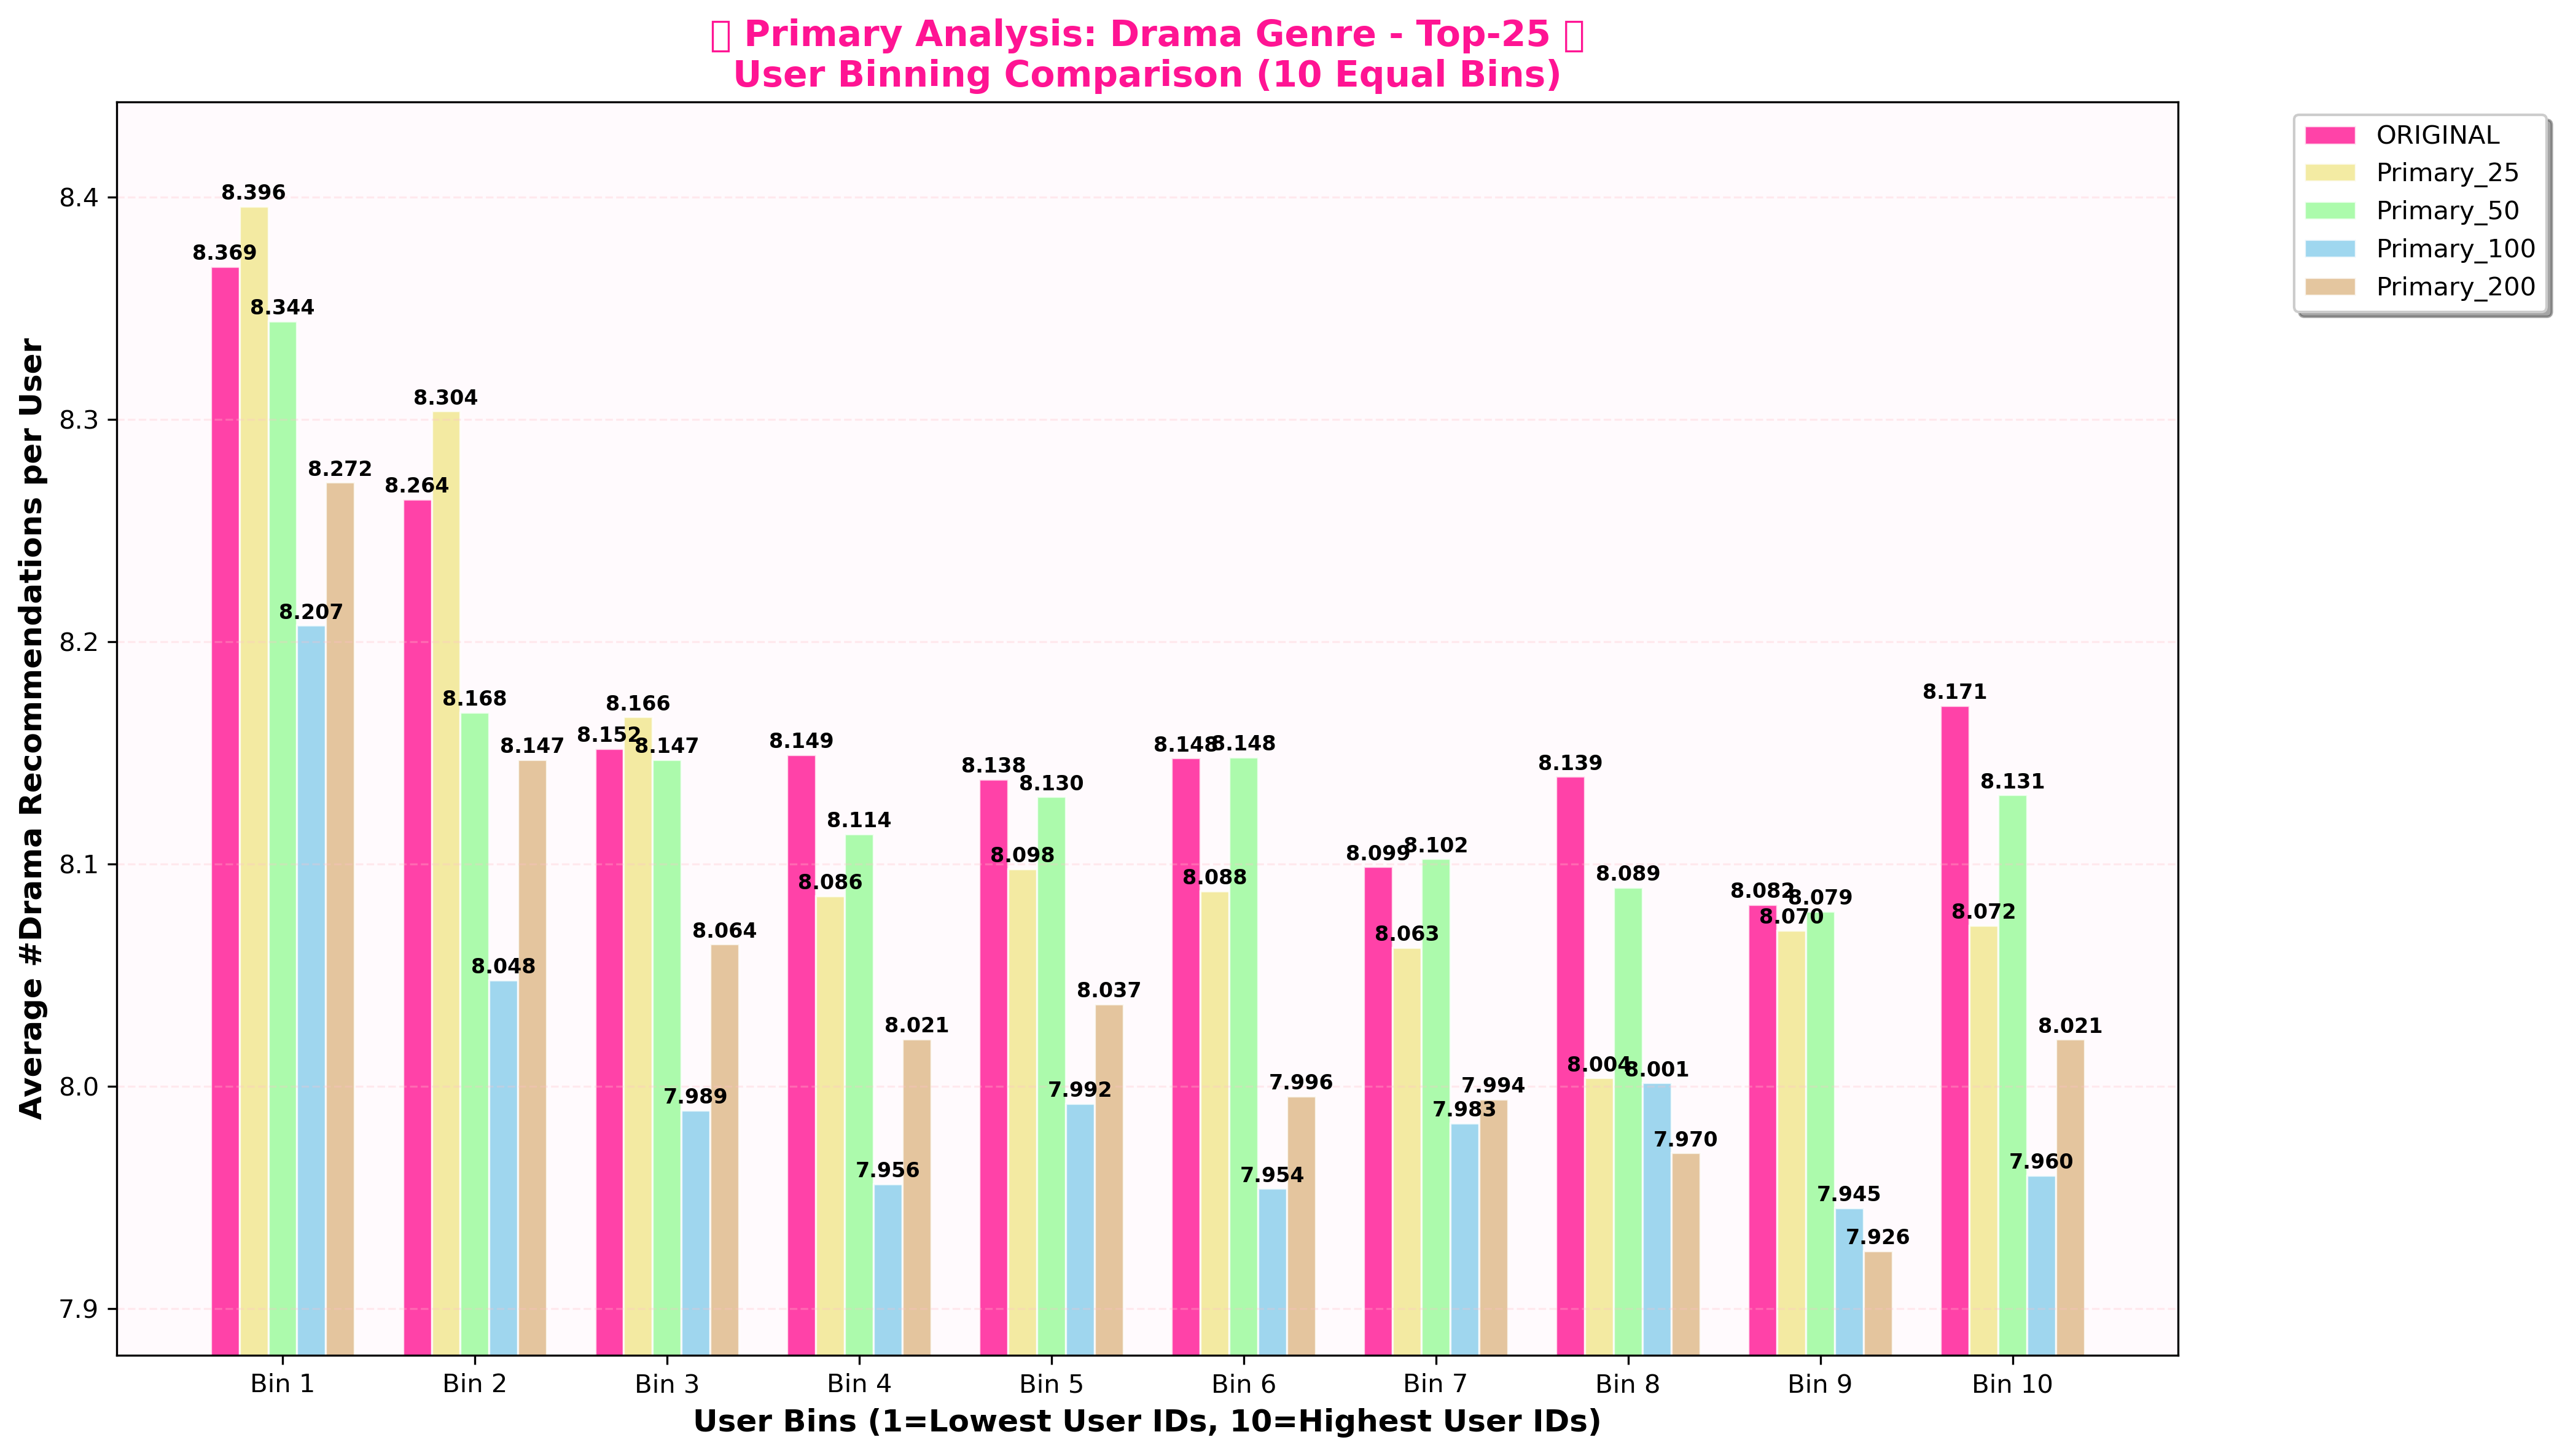 Primary Analysis: Drama Genre - Top-25
User Binning Comparison (10 Equal Bins)
ORIGINAL
Primary_25
Primary_50
Primary_100
Primary_200
Average #Drama Recommendations per User
8.4
8.3
8.2
8.1
8.0
7.9
8.369
8.396
8.344
8.207
8.272
8.264
8.304
8.168
8.048
8.147
8.152
8.166
8.147
7.989
8.064
8.149
8.086
8.114
7.956
8.021
8.138
8.098
8.130
7.992
8.037
8.148
8.088
8.148
7.954
7.996
8.099
8.063
8.102
7.983
7.994
8.139
8.004
8.089
8.001
7.970
8.082
8.070
8.079
7.945
7.926
8.171
8.072
8.131
7.960
8.021
Bin 1
Bin 2
Bin 3
Bin 4
Bin 5
Bin 6
Bin 7
Bin 8
Bin 9
Bin 10
User Bins (1=Lowest User IDs, 10=Highest User IDs)